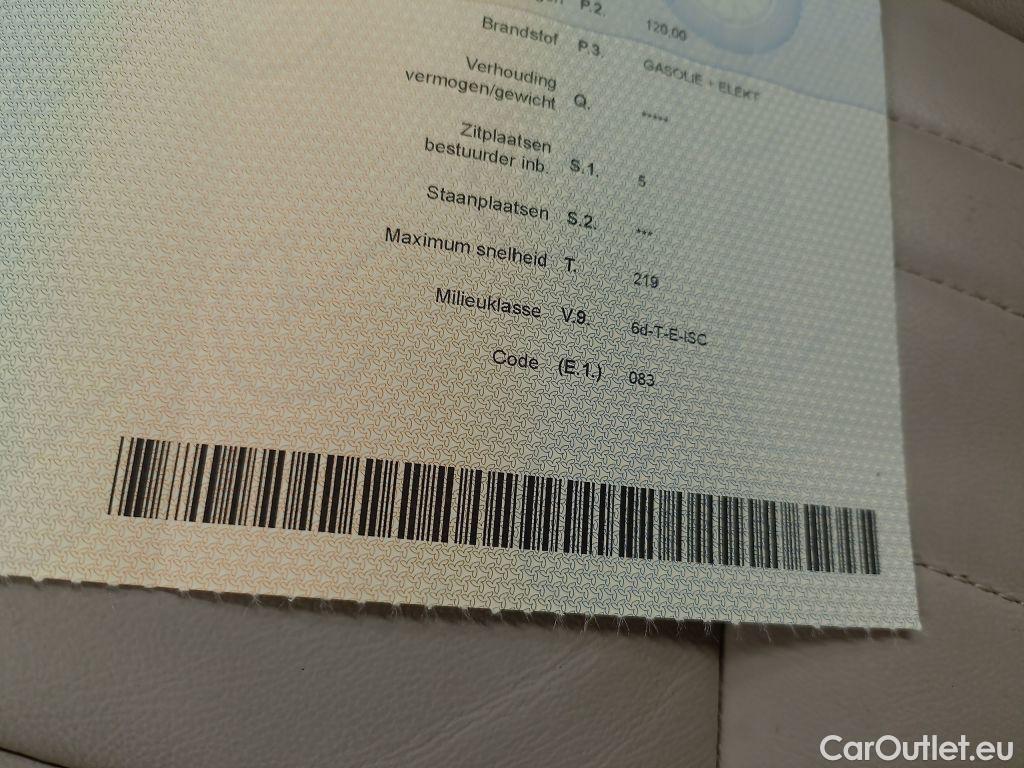 P.2. 120,00
Brandstof P.3. GASOLIE + ELEKT
Verhouding
vermogen/gewicht Q. *****
Zitplaatsen
bestuurder inb. S.1. 5
Staanplaatsen S.2. ***
Maximum snelheid T. 219
Milieuklasse V.9. 6d-T-E-ISC
Code (E.1.) 083
CarOutlet.eu